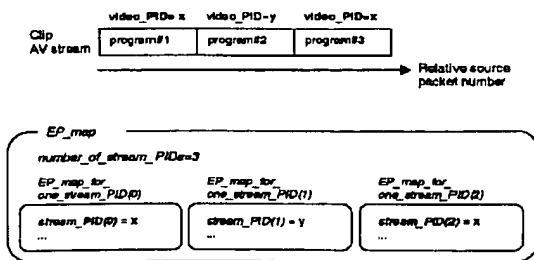 video_PID= x video_PID=y video_PID=x
Clip
AV stream
program#1 program#2 program#3
Relative source
packet number
EP_map
number_of_stream_PIDs=3
EP_map_for_
one_stream_PID(0)
EP_map_for_
one_stream_PID(1)
EP_map_for_
one_stream_PID(2)
stream_PID(0) = x
...
stream_PID(1) = y
...
stream_PID(2) = x
...